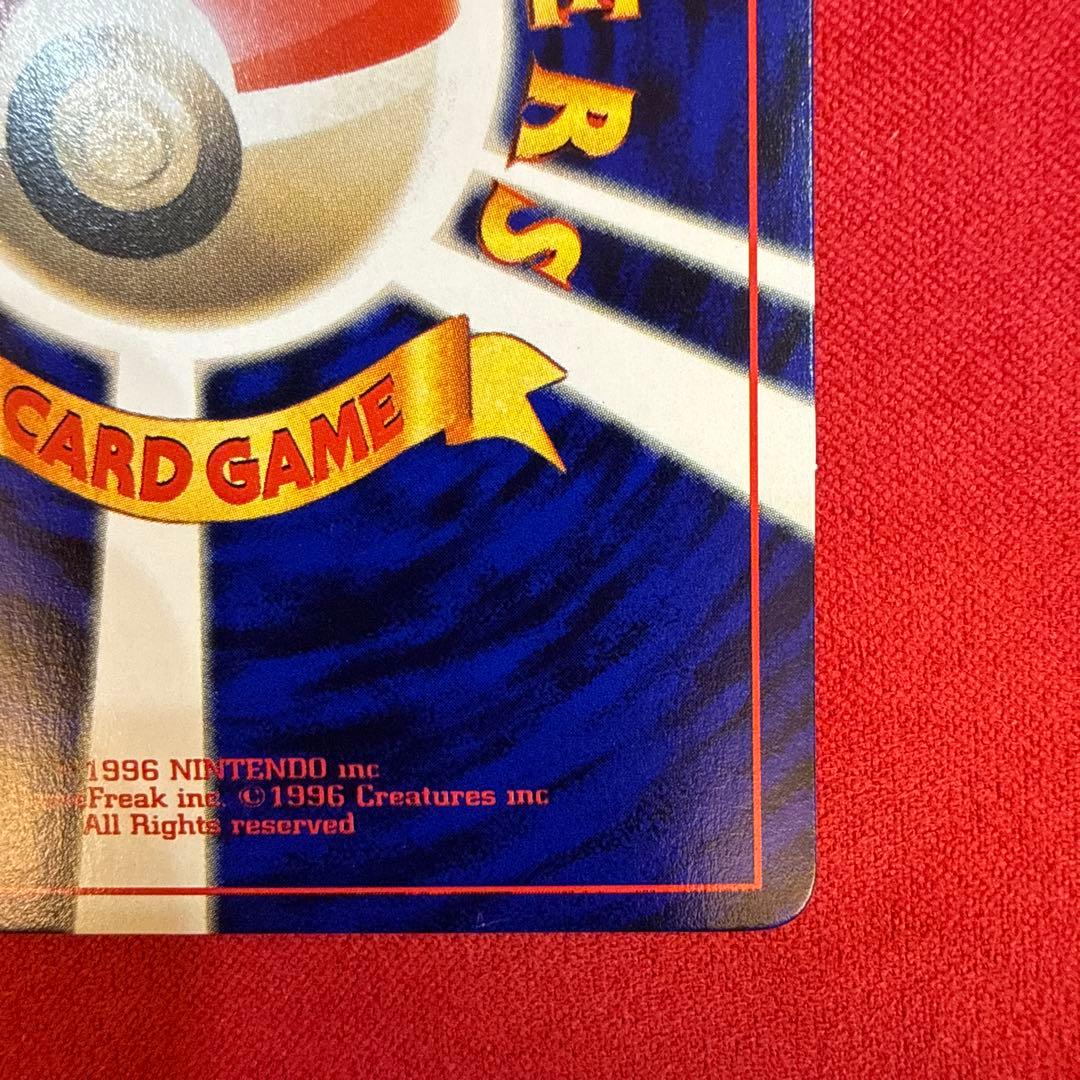 ERS
CARD GAME
1996 NINTENDO inc
Freak inc. ©1996 Creatures inc
All Rights reserved